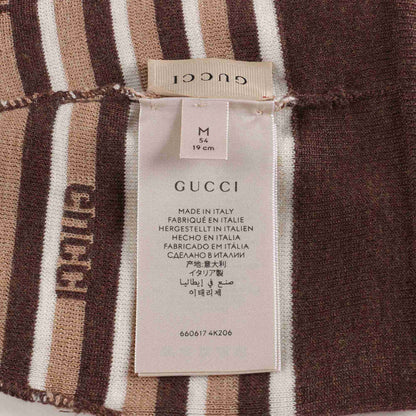 GUCCI
M
54
19 cm
GUCCI
MADE IN ITALY
FABRIQUÉ EN ITALIE
HERGESTELLT IN ITALIEN
HECHO EN ITALIA
FABRICADO EM ITÁLIA
СДЕЛАНО В ИТАЛИИ
产地:意大利
イタリア製
صنع في إيطاليا
이태리제
660617 4K206
GUCCI